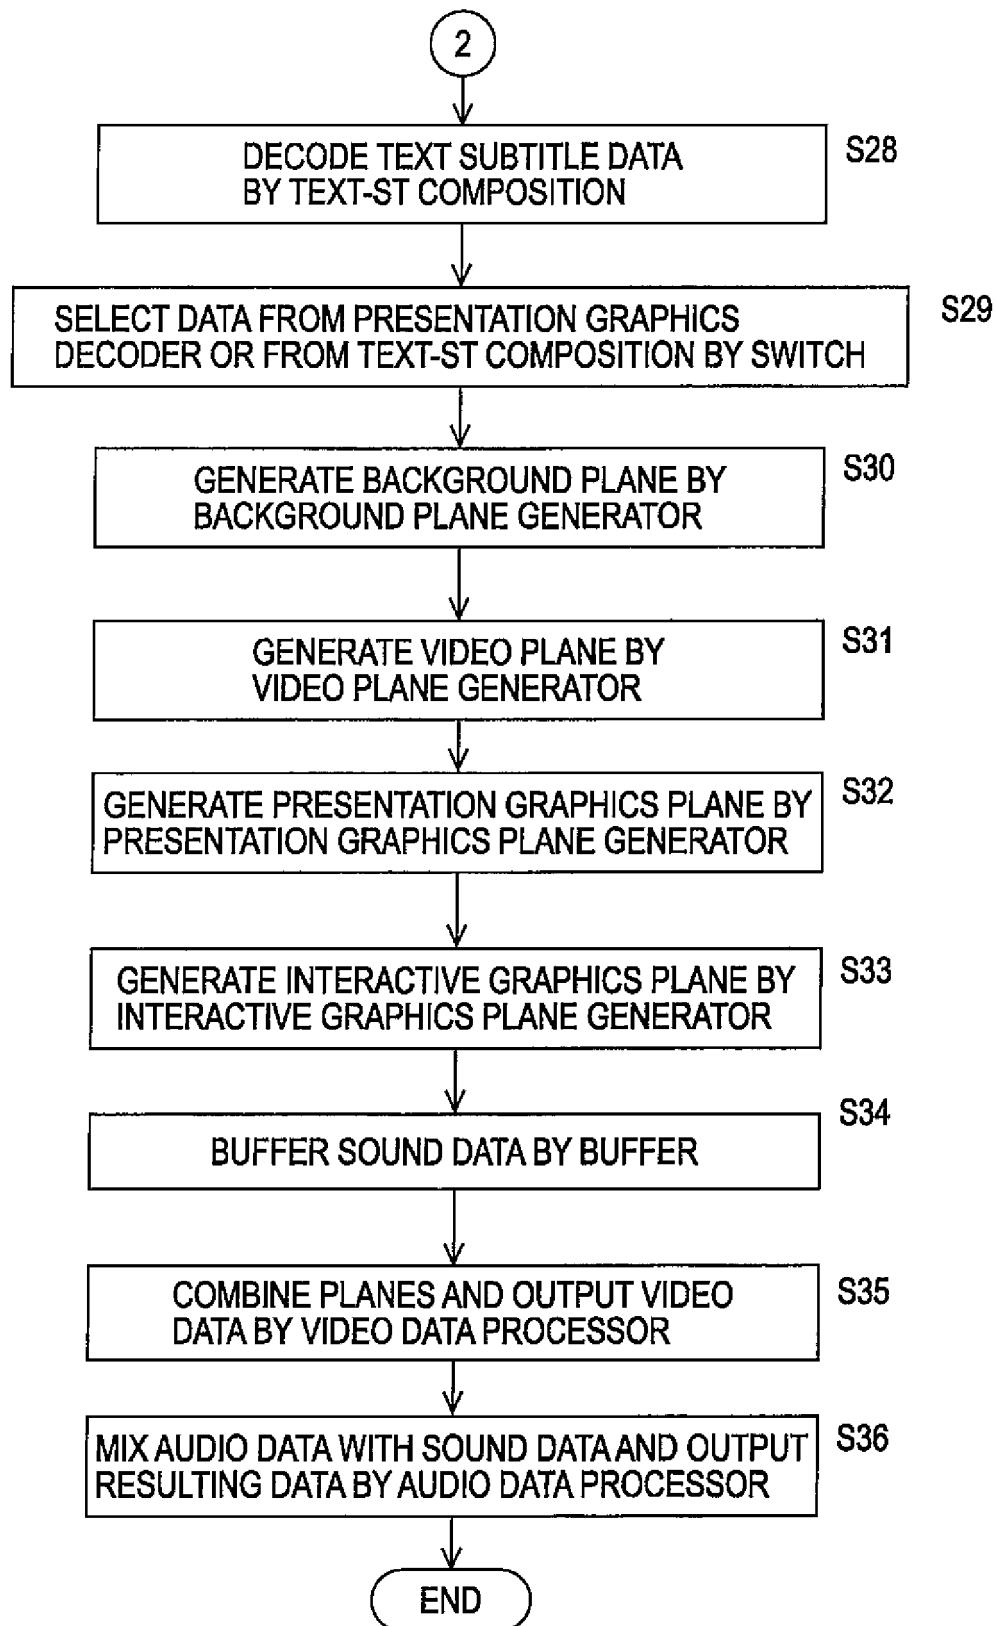 2
DECODE TEXT SUBTITLE DATA
BY TEXT-ST COMPOSITION
S28
SELECT DATA FROM PRESENTATION GRAPHICS
DECODER OR FROM TEXT-ST COMPOSITION BY SWITCH
S29
GENERATE BACKGROUND PLANE BY
BACKGROUND PLANE GENERATOR
S30
GENERATE VIDEO PLANE BY
VIDEO PLANE GENERATOR
S31
GENERATE PRESENTATION GRAPHICS PLANE BY
PRESENTATION GRAPHICS PLANE GENERATOR
S32
GENERATE INTERACTIVE GRAPHICS PLANE BY
INTERACTIVE GRAPHICS PLANE GENERATOR
S33
BUFFER SOUND DATA BY BUFFER
S34
COMBINE PLANES AND OUTPUT VIDEO
DATA BY VIDEO DATA PROCESSOR
S35
MIX AUDIO DATA WITH SOUND DATA AND OUTPUT
RESULTING DATA BY AUDIO DATA PROCESSOR
S36
END